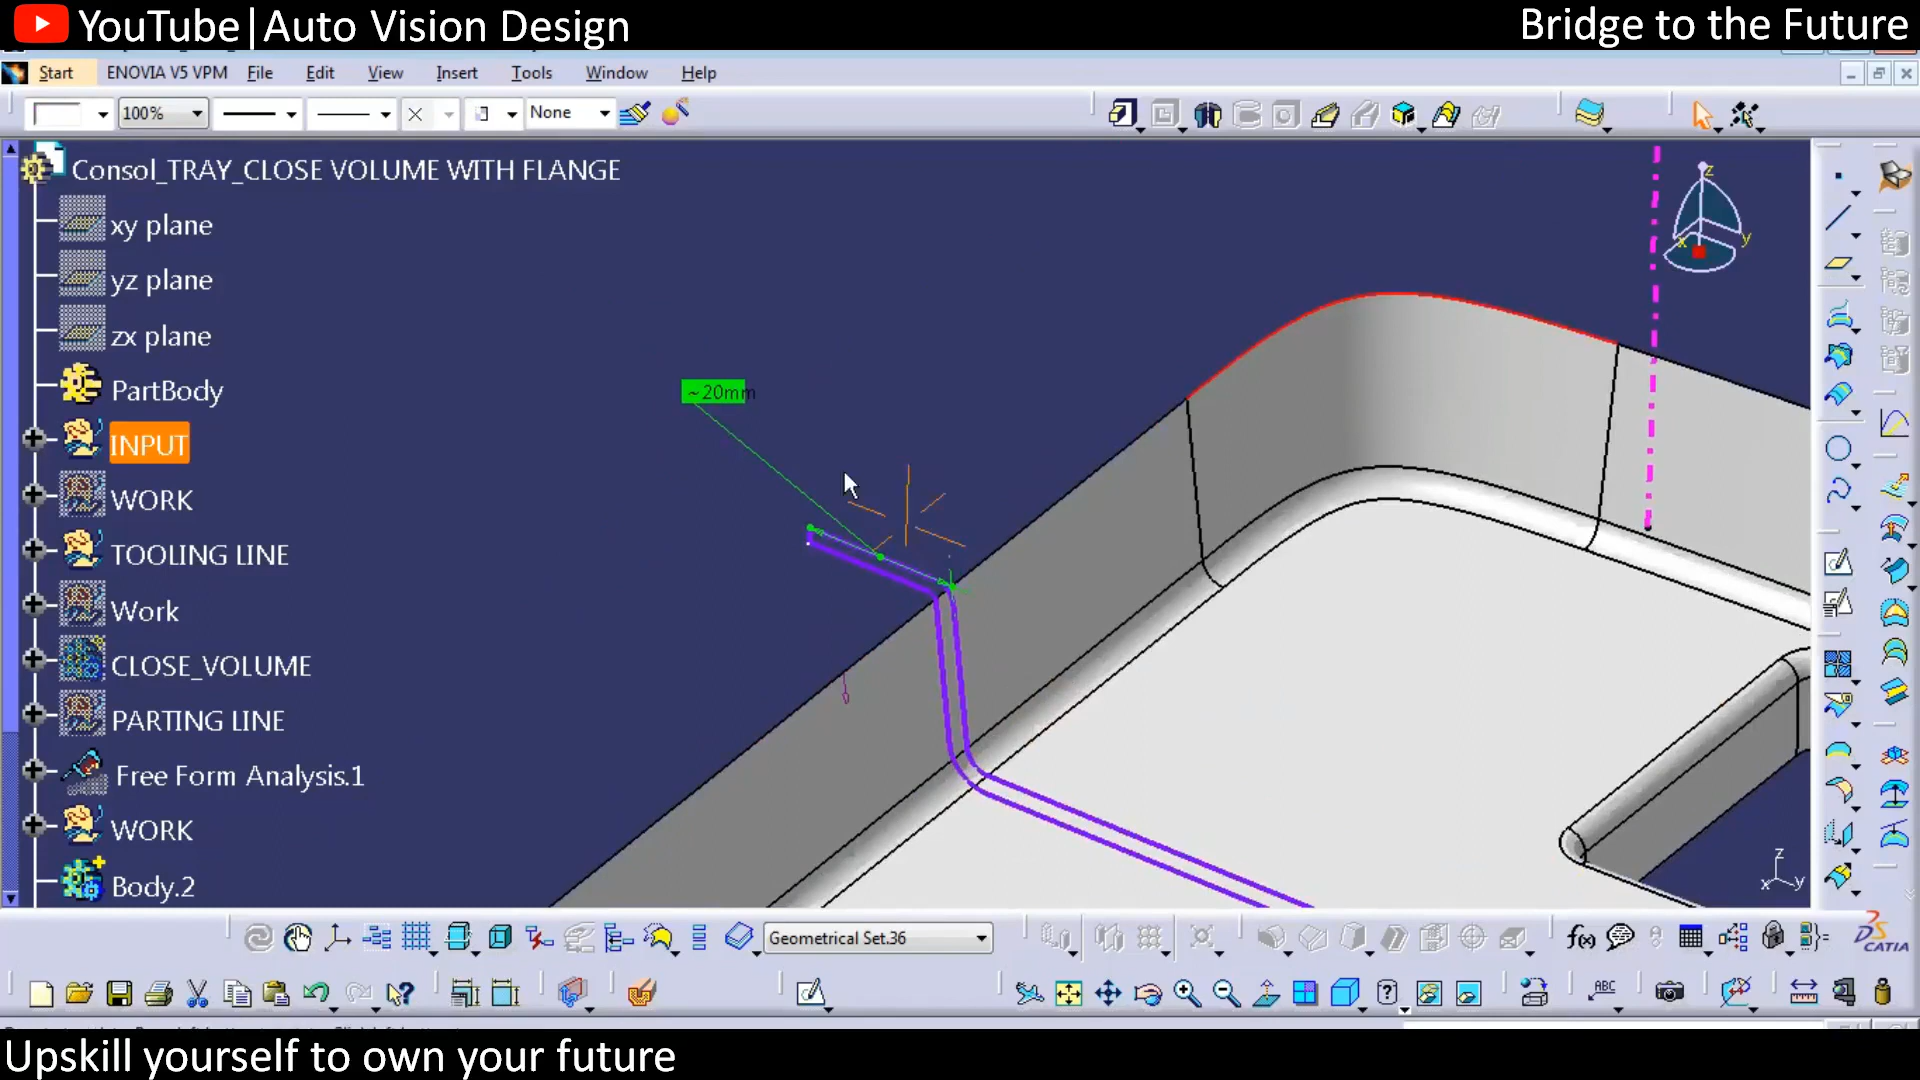 YouTube|Auto Vision Design
Bridge to the Future
Start ENOVIA V5 VPM File Edit View Insert Tools Window Help
100% None
Consol_TRAY_CLOSE VOLUME WITH FLANGE
xy plane
yz plane
zx plane
PartBody
INPUT
WORK
TOOLING LINE
Work
CLOSE_VOLUME
PARTING LINE
Free Form Analysis.1
WORK
Body.2
~20mm
z
y
x
z
x y
Geometrical Set.36
f(x)
CATIA
ABC
Upskill yourself to own your future